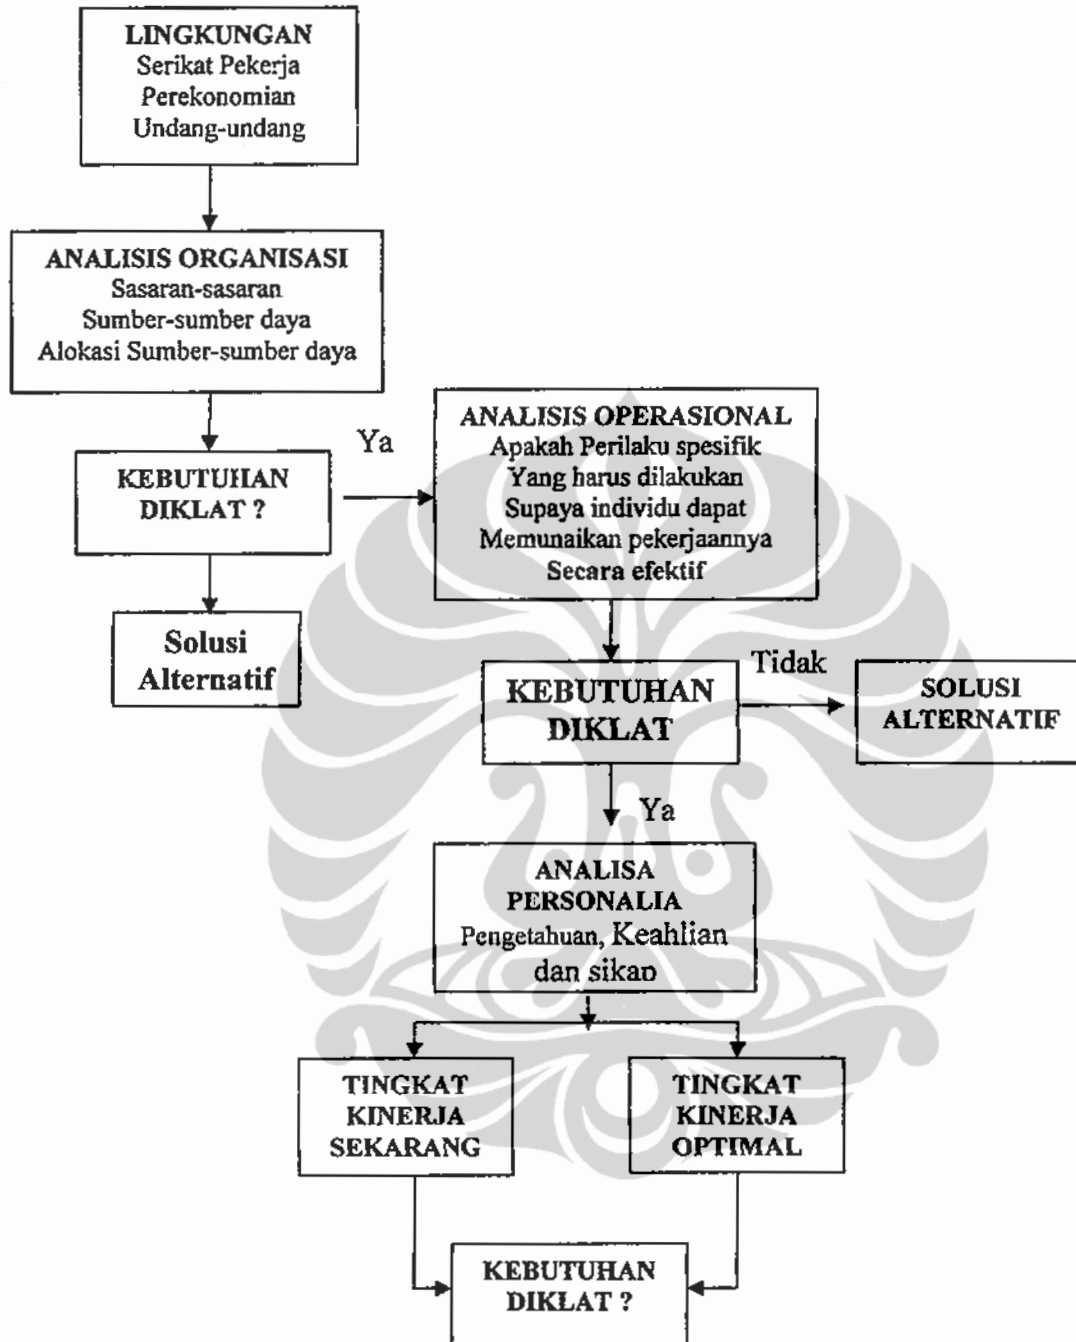 LINGKUNGAN
Serikat Pekerja
Perekonomian
Undang-undang
ANALISIS ORGANISASI
Sasaran-sasaran
Sumber-sumber daya
Alokasi Sumber-sumber daya
KEBUTUHAN
DIKLAT ?
Ya
ANALISIS OPERASIONAL
Apakah Perilaku spesifik
Yang harus dilakukan
Supaya individu dapat
Memunaikan pekerjaannya
Secara efektif
Solusi
Alternatif
KEBUTUHAN
DIKLAT
Tidak
SOLUSI
ALTERNATIF
Ya
ANALISA
PERSONALIA
Pengetahuan, Keahlian
dan sikap
TINGKAT
KINERJA
SEKARANG
TINGKAT
KINERJA
OPTIMAL
KEBUTUHAN
DIKLAT ?